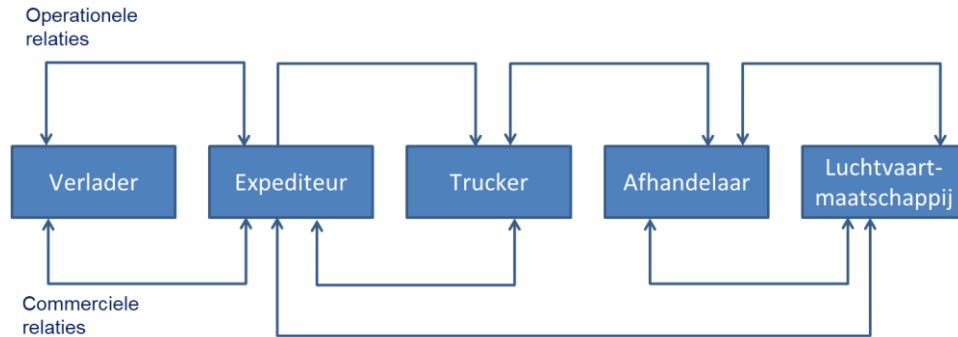 Operationele
relaties
Verlader
Expediteur
Trucker
Afhandelaar
Luchtvaart-
maatschappij
Commerciele
relaties